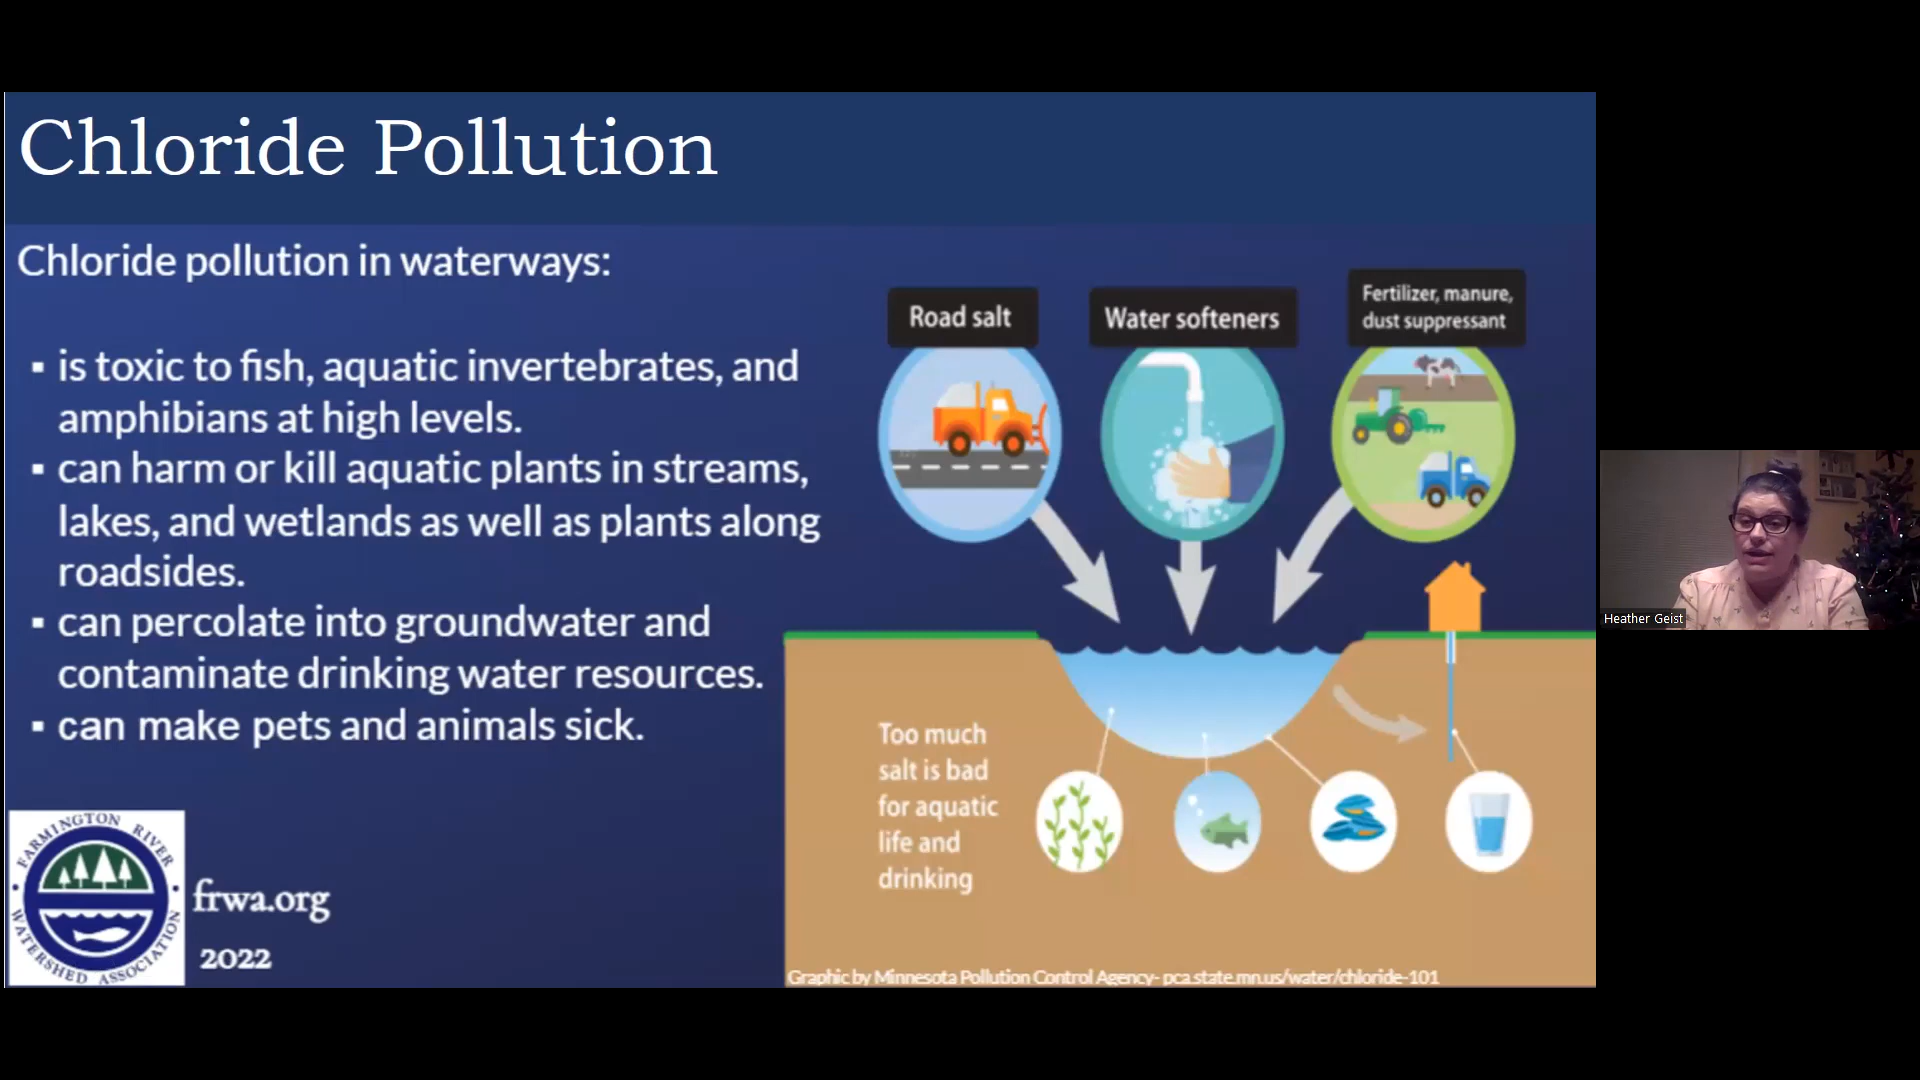 Chloride Pollution
Chloride pollution in waterways:
▪ is toxic to fish, aquatic invertebrates, and
amphibians at high levels.
▪ can harm or kill aquatic plants in streams,
lakes, and wetlands as well as plants along
roadsides.
▪ can percolate into groundwater and
contaminate drinking water resources.
▪ can make pets and animals sick.
Road salt
Water softeners
Fertilizer, manure,
dust suppressant
Too much
salt is bad
for aquatic
life and
drinking
FARMINGTON RIVER
WATERSHED ASSOCIATION
frwa.org
2022
Graphic by Minnesota Pollution Control Agency- pca.state.mn.us/water/chloride-101
Heather Geist